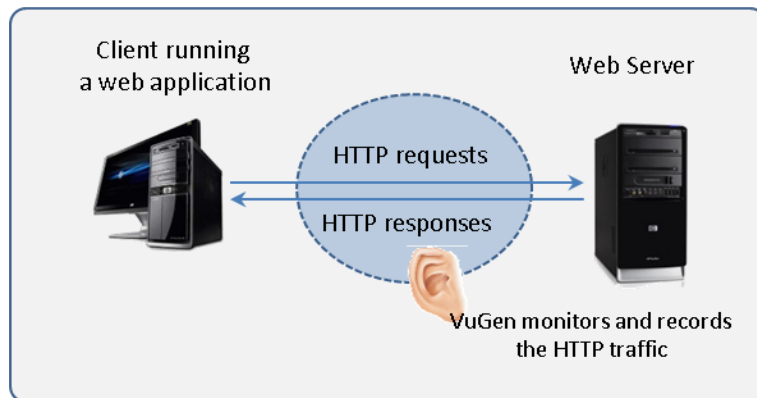 Client running
a web application
Web Server
HTTP requests
HTTP responses
VuGen monitors and records
the HTTP traffic